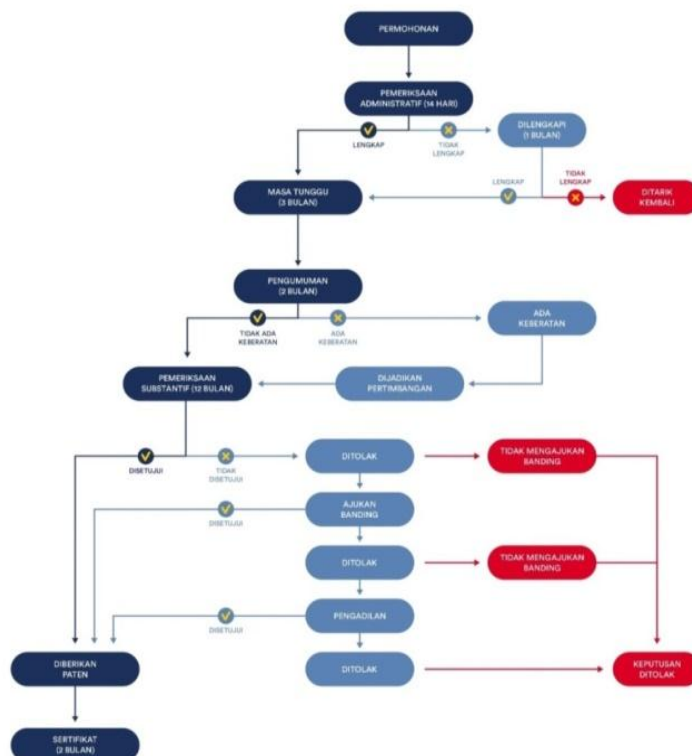 PERMOHONAN
PEMERIKSAAN
ADMINISTRATIF (14 HARI)
LENGKAP
TIDAK
LENGKAP
DILENGKAPI
(1 BULAN)
MASA TUNGGU
(3 BULAN)
LENGKAP
TIDAK
LENGKAP
DITARIK
KEMBALI
PENGUMUMAN
(2 BULAN)
TIDAK ADA
KEBERATAN
ADA
KEBERATAN
ADA
KEBERATAN
PEMERIKSAAN
SUBSTANTIF (12 BULAN)
DIJADIKAN
PERTIMSANGAN
DISETUJUI
TIDAK
DISETUJUI
DITOLAK
TIDAK MENGAJUKAN
BANDING
DISETUJUI
AJUKAN
BANDING
DITOLAK
TIDAK MENGAJUKAN
BANDING
DISETUJUI
PENGADILAN
DIBERIKAN
PATEN
DITOLAK
KEPUTUSAN
DITOLAK
SERTIFIKAT
(2 BULAN)